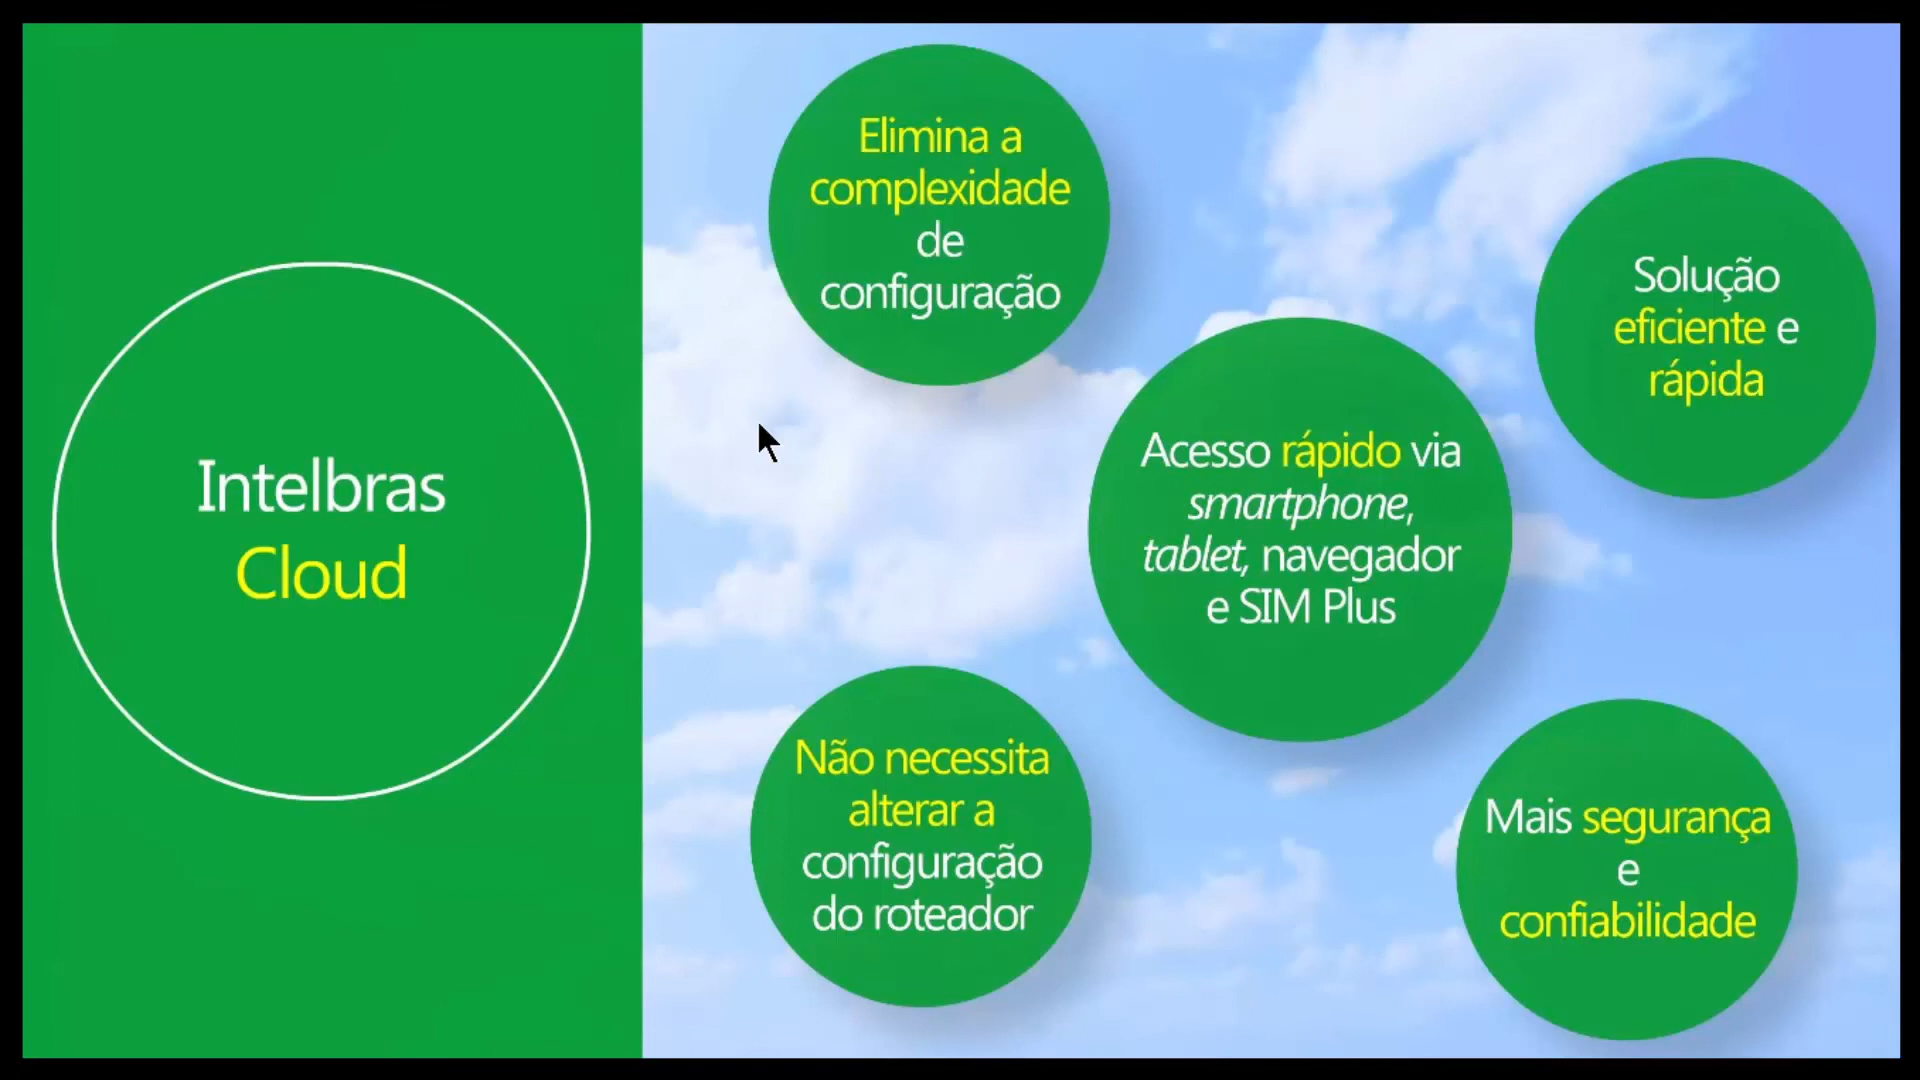 Intelbras
Cloud
Elimina a
complexidade
de
configuração
Solução
eficiente e
rápida
Acesso rápido via
smartphone,
tablet, navegador
e SIM Plus
Não necessita
alterar a
configuração
do roteador
Mais segurança
e
confiabilidade